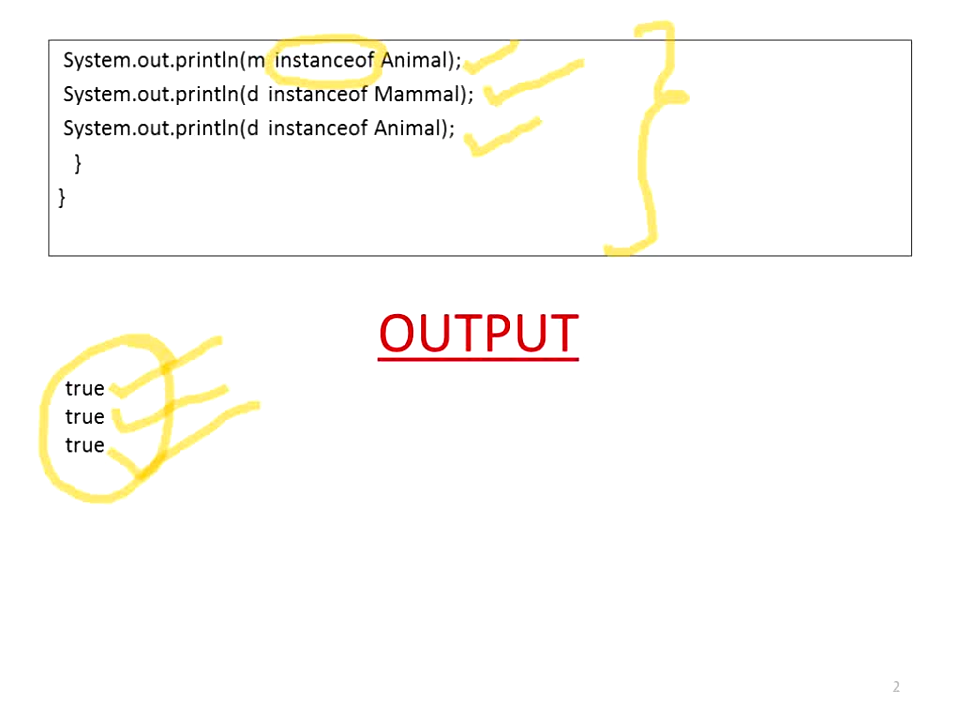 System.out.println(m instanceof Animal);
System.out.println(d instanceof Mammal);
System.out.println(d instanceof Animal);
}
}
OUTPUT
true
true
true
2